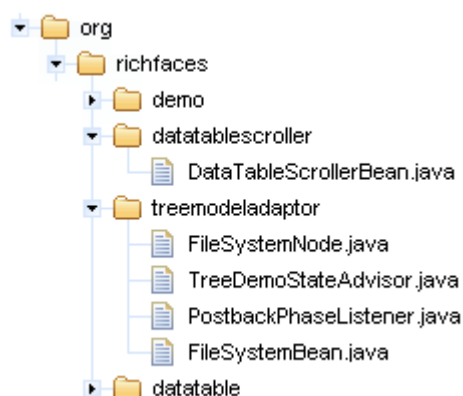 org
richfaces
demo
datatablescroller
DataTableScrollerBean.java
treemodeladaptor
FileSystemNode.java
TreeDemoStateAdvisor.java
PostbackPhaseListener.java
FileSystemBean.java
datatable